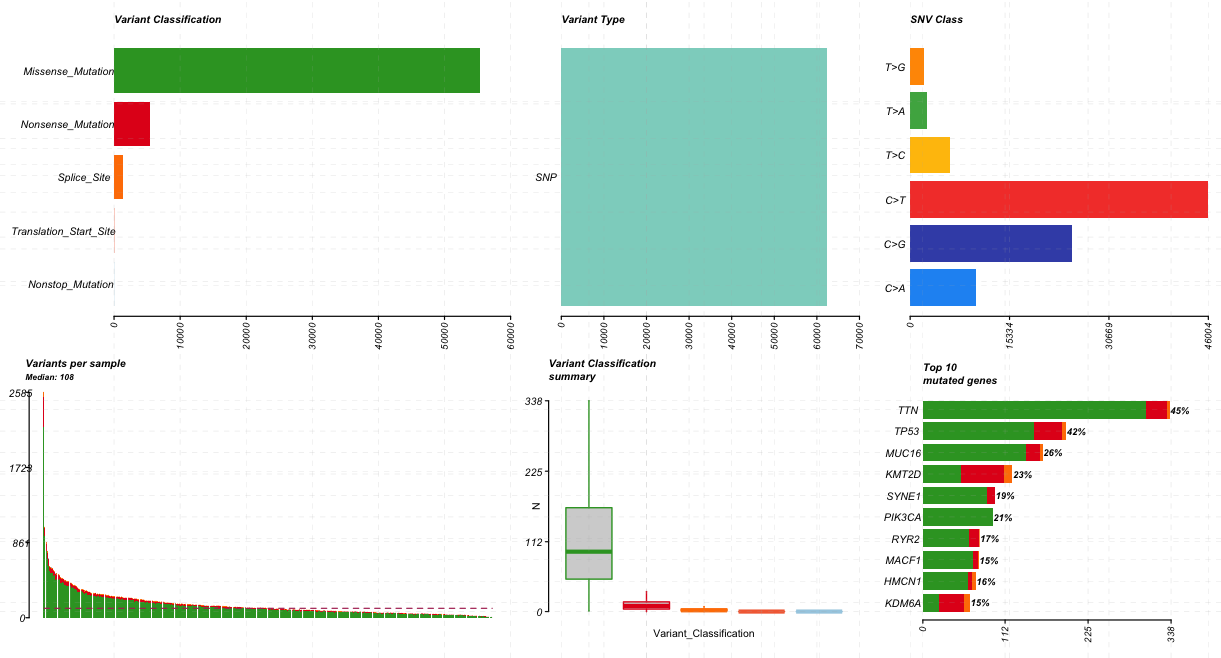 Variant Classification
Missense_Mutation
Nonsense_Mutation
Splice_Site
Translation_Start_Site
Nonstop_Mutation
0
10000
20000
30000
40000
50000
60000
Variant Type
SNP
0
10000
20000
30000
40000
50000
60000
70000
SNV Class
T>G
T>A
T>C
C>T
C>G
C>A
0
15334
30669
46004
Variants per sample
Median: 108
2585
1723
861
0
Variant Classification
summary
338
225
112
0
N
Variant_Classification
Top 10
mutated genes
TTN 45%
TP53 42%
MUC16 26%
KMT2D 23%
SYNE1 19%
PIK3CA 21%
RYR2 17%
MACF1 15%
HMCN1 16%
KDM6A 15%
0
112
225
338